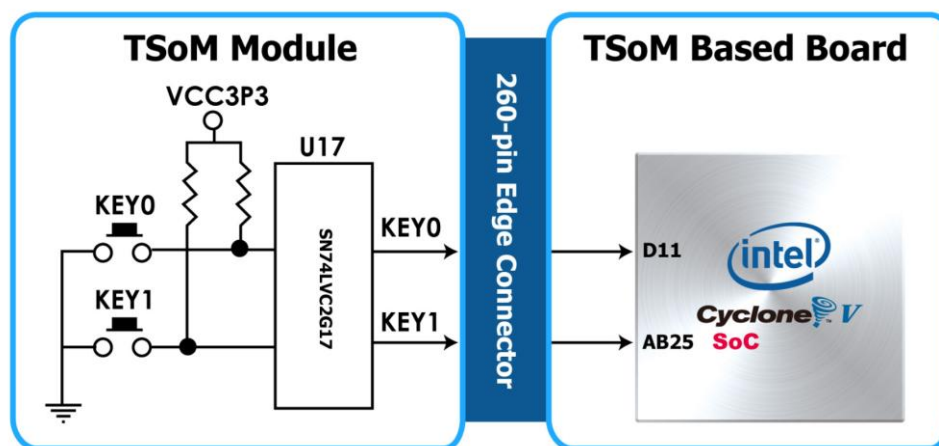 TSoM Module
VCC3P3
U17
KEY0
KEY1
SN74LVC2G17
KEY0
KEY1
260-pin Edge Connector
TSoM Based Board
D11
AB25
intel®
Cyclone™ V
SoC